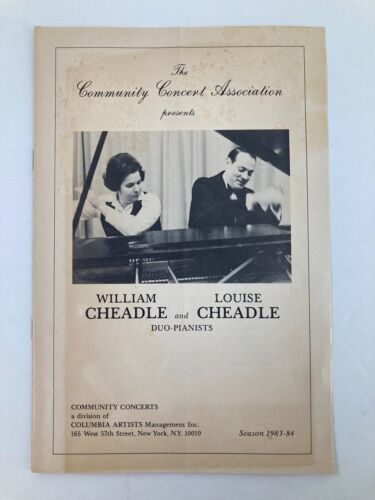 The
Community Concert Association
presents
WILLIAM LOUISE
CHEADLE and CHEADLE
DUO-PIANISTS
COMMUNITY CONCERTS
a division of
COLUMBIA ARTISTS Management Inc.
165 West 57th Street, New York, N.Y. 10019 Season 1983-84